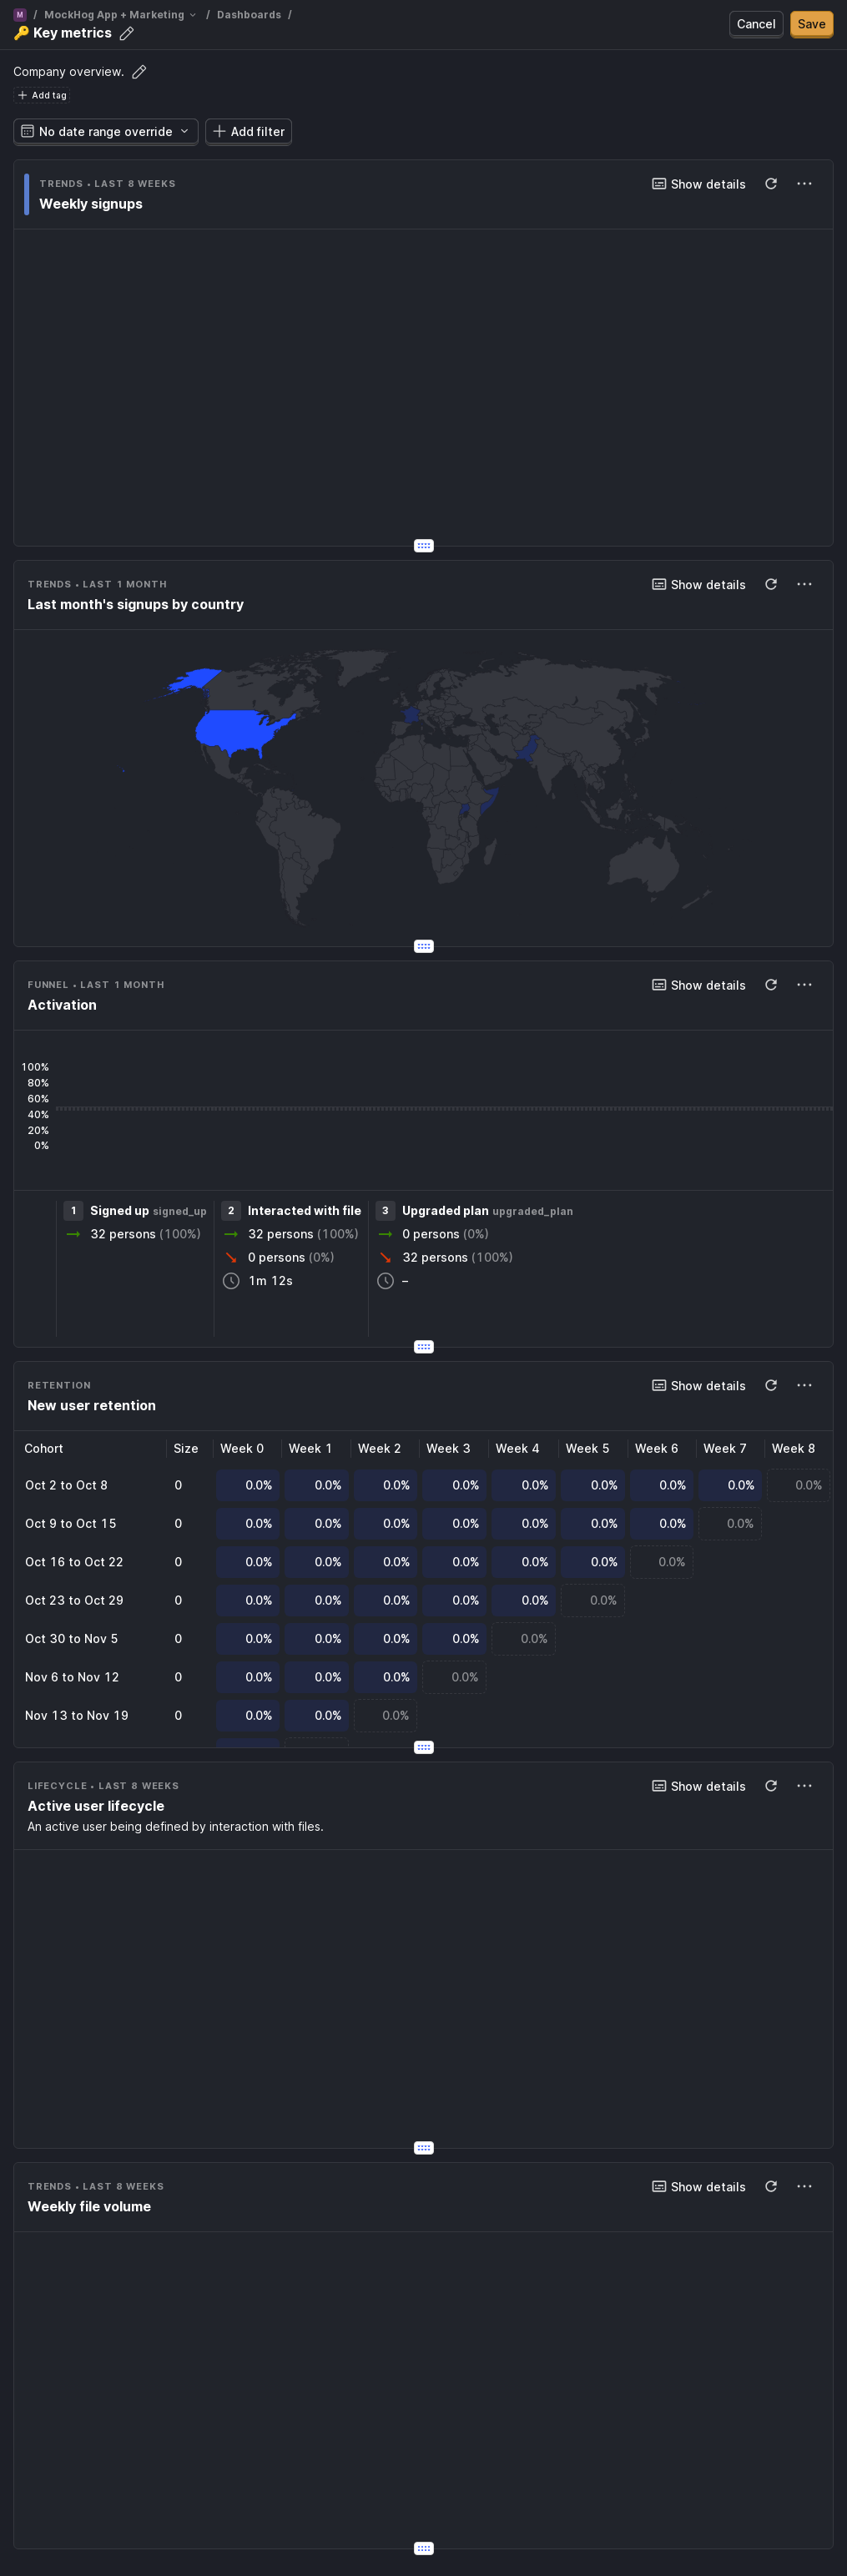 M / MockHog App + Marketing / Dashboards /
🔑 Key metrics
Cancel Save
Company overview.
Add tag
No date range override Add filter
TRENDS • LAST 8 WEEKS
Weekly signups
Show details
TRENDS • LAST 1 MONTH
Last month's signups by country
Show details
FUNNEL • LAST 1 MONTH
Activation
Show details
100%
80%
60%
40%
20%
0%
1 Signed up signed_up 2 Interacted with file 3 Upgraded plan upgraded_plan
32 persons (100%) 32 persons (100%) 0 persons (0%)
0 persons (0%) 32 persons (100%)
1m 12s –
RETENTION
New user retention
Show details
Cohort Size Week 0 Week 1 Week 2 Week 3 Week 4 Week 5 Week 6 Week 7 Week 8
Oct 2 to Oct 8 0 0.0% 0.0% 0.0% 0.0% 0.0% 0.0% 0.0% 0.0% 0.0%
Oct 9 to Oct 15 0 0.0% 0.0% 0.0% 0.0% 0.0% 0.0% 0.0% 0.0%
Oct 16 to Oct 22 0 0.0% 0.0% 0.0% 0.0% 0.0% 0.0% 0.0%
Oct 23 to Oct 29 0 0.0% 0.0% 0.0% 0.0% 0.0% 0.0%
Oct 30 to Nov 5 0 0.0% 0.0% 0.0% 0.0% 0.0%
Nov 6 to Nov 12 0 0.0% 0.0% 0.0% 0.0%
Nov 13 to Nov 19 0 0.0% 0.0% 0.0%
LIFECYCLE • LAST 8 WEEKS
Active user lifecycle
An active user being defined by interaction with files.
Show details
TRENDS • LAST 8 WEEKS
Weekly file volume
Show details